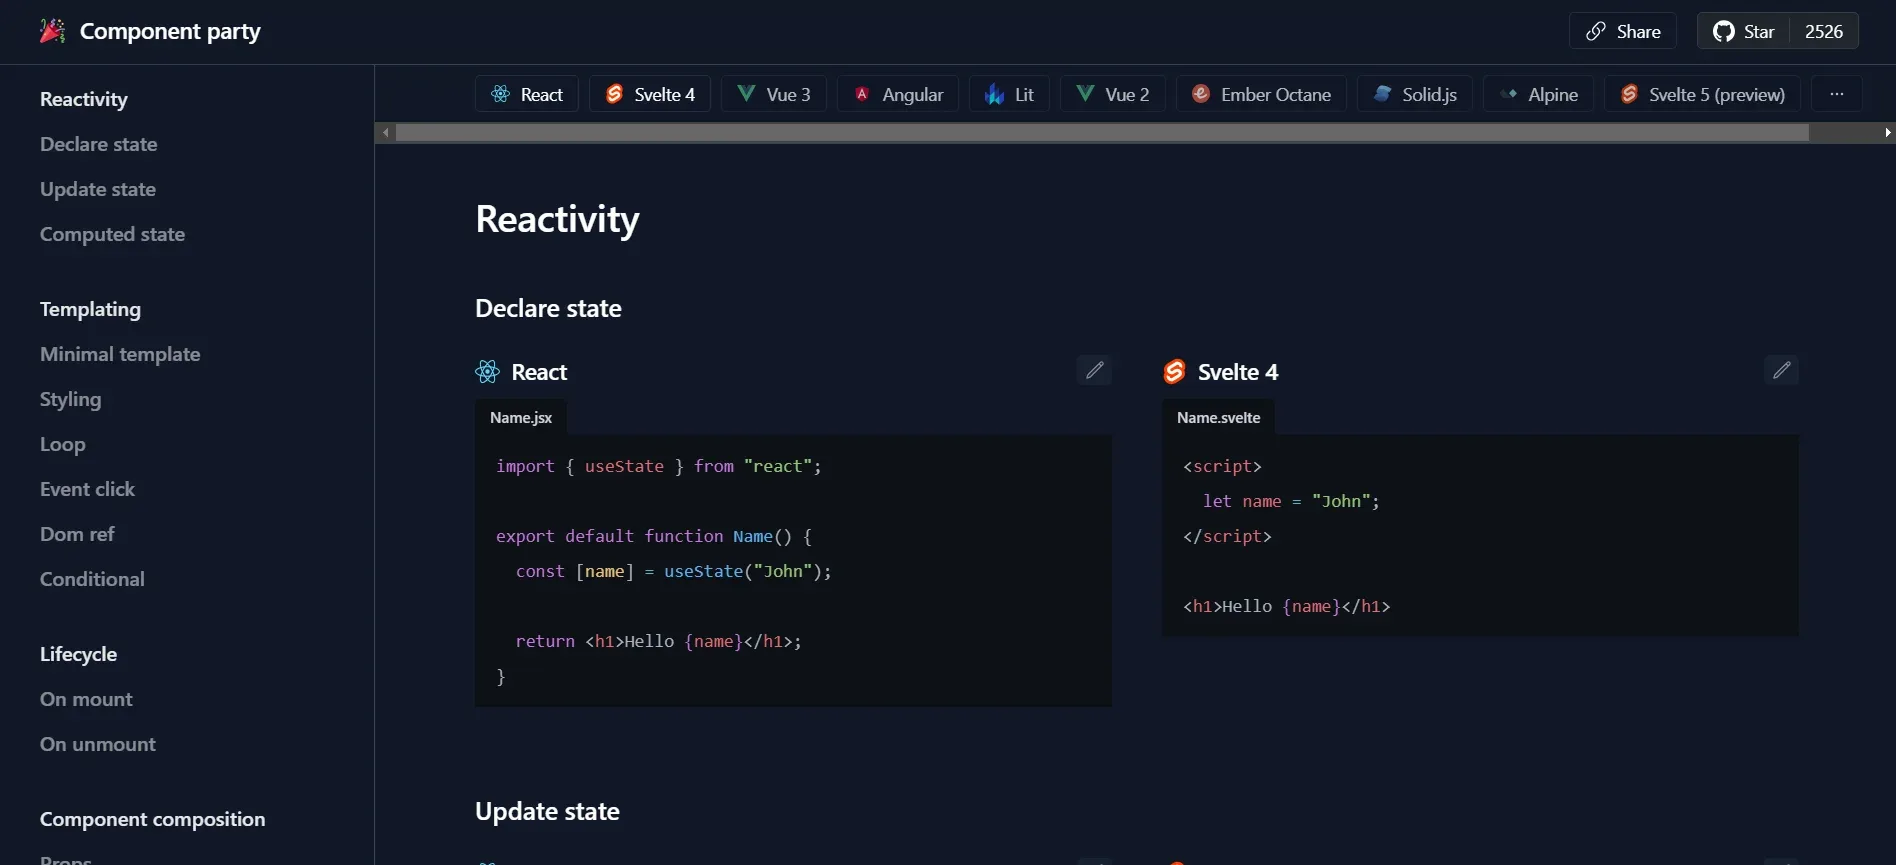 Component party
Share
Star 2526
Reactivity
Declare state
Update state
Computed state
Templating
Minimal template
Styling
Loop
Event click
Dom ref
Conditional
Lifecycle
On mount
On unmount
Component composition
Props
React
Svelte 4
Vue 3
Angular
Lit
Vue 2
Ember Octane
Solid.js
Alpine
Svelte 5 (preview)
...
Reactivity
Declare state
React
Name.jsx
import { useState } from "react";
export default function Name() {
const [name] = useState("John");
return <h1>Hello {name}</h1>;
}
Svelte 4
Name.svelte
<script>
let name = "John";
</script>
<h1>Hello {name}</h1>
Update state